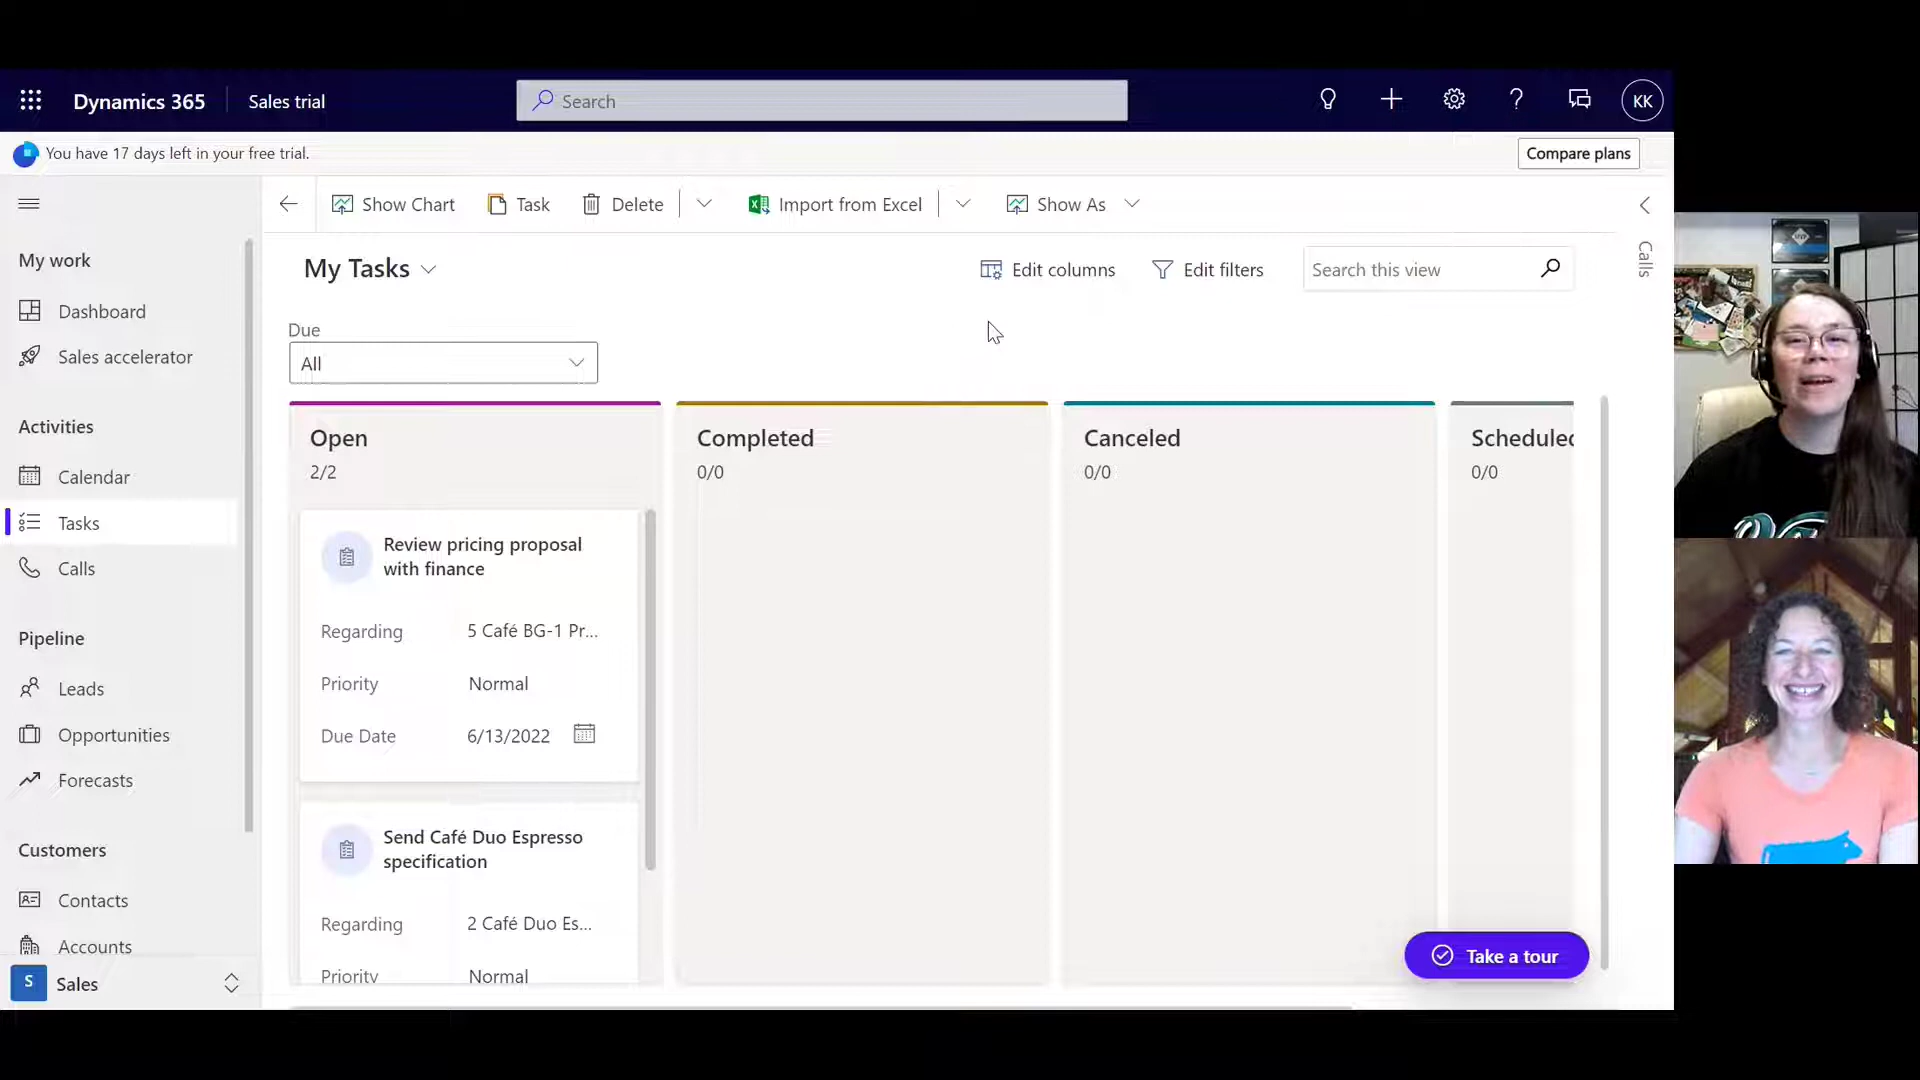 Dynamics 365
Sales trial
Search
KK
You have 17 days left in your free trial.
Compare plans
Show Chart
Task
Delete
Import from Excel
Show As
My work
Dashboard
Sales accelerator
Activities
Calendar
Tasks
Calls
Pipeline
Leads
Opportunities
Forecasts
Customers
Contacts
Accounts
S
Sales
My Tasks
Edit columns
Edit filters
Search this view
Calls
Due
All
Open
2/2
Review pricing proposal
with finance
Regarding
5 Café BG-1 Pr...
Priority
Normal
Due Date
6/13/2022
Send Café Duo Espresso
specification
Regarding
2 Café Duo Es...
Priority
Normal
Completed
0/0
Canceled
0/0
Scheduled
0/0
Take a tour
MVP